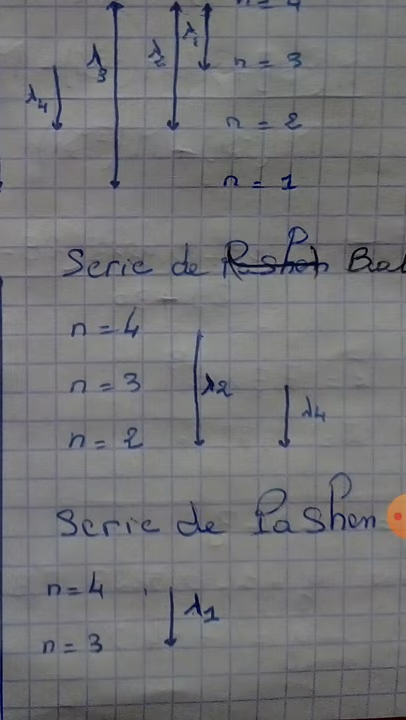 n = 4
λ1
λ2
λ3
n = 3
λ4
n = 2
n = 1
Serie de Bal
n = 4
n = 3 λ2
λ4
n = 2
Serie de Pashen
n = 4
λ1
n = 3